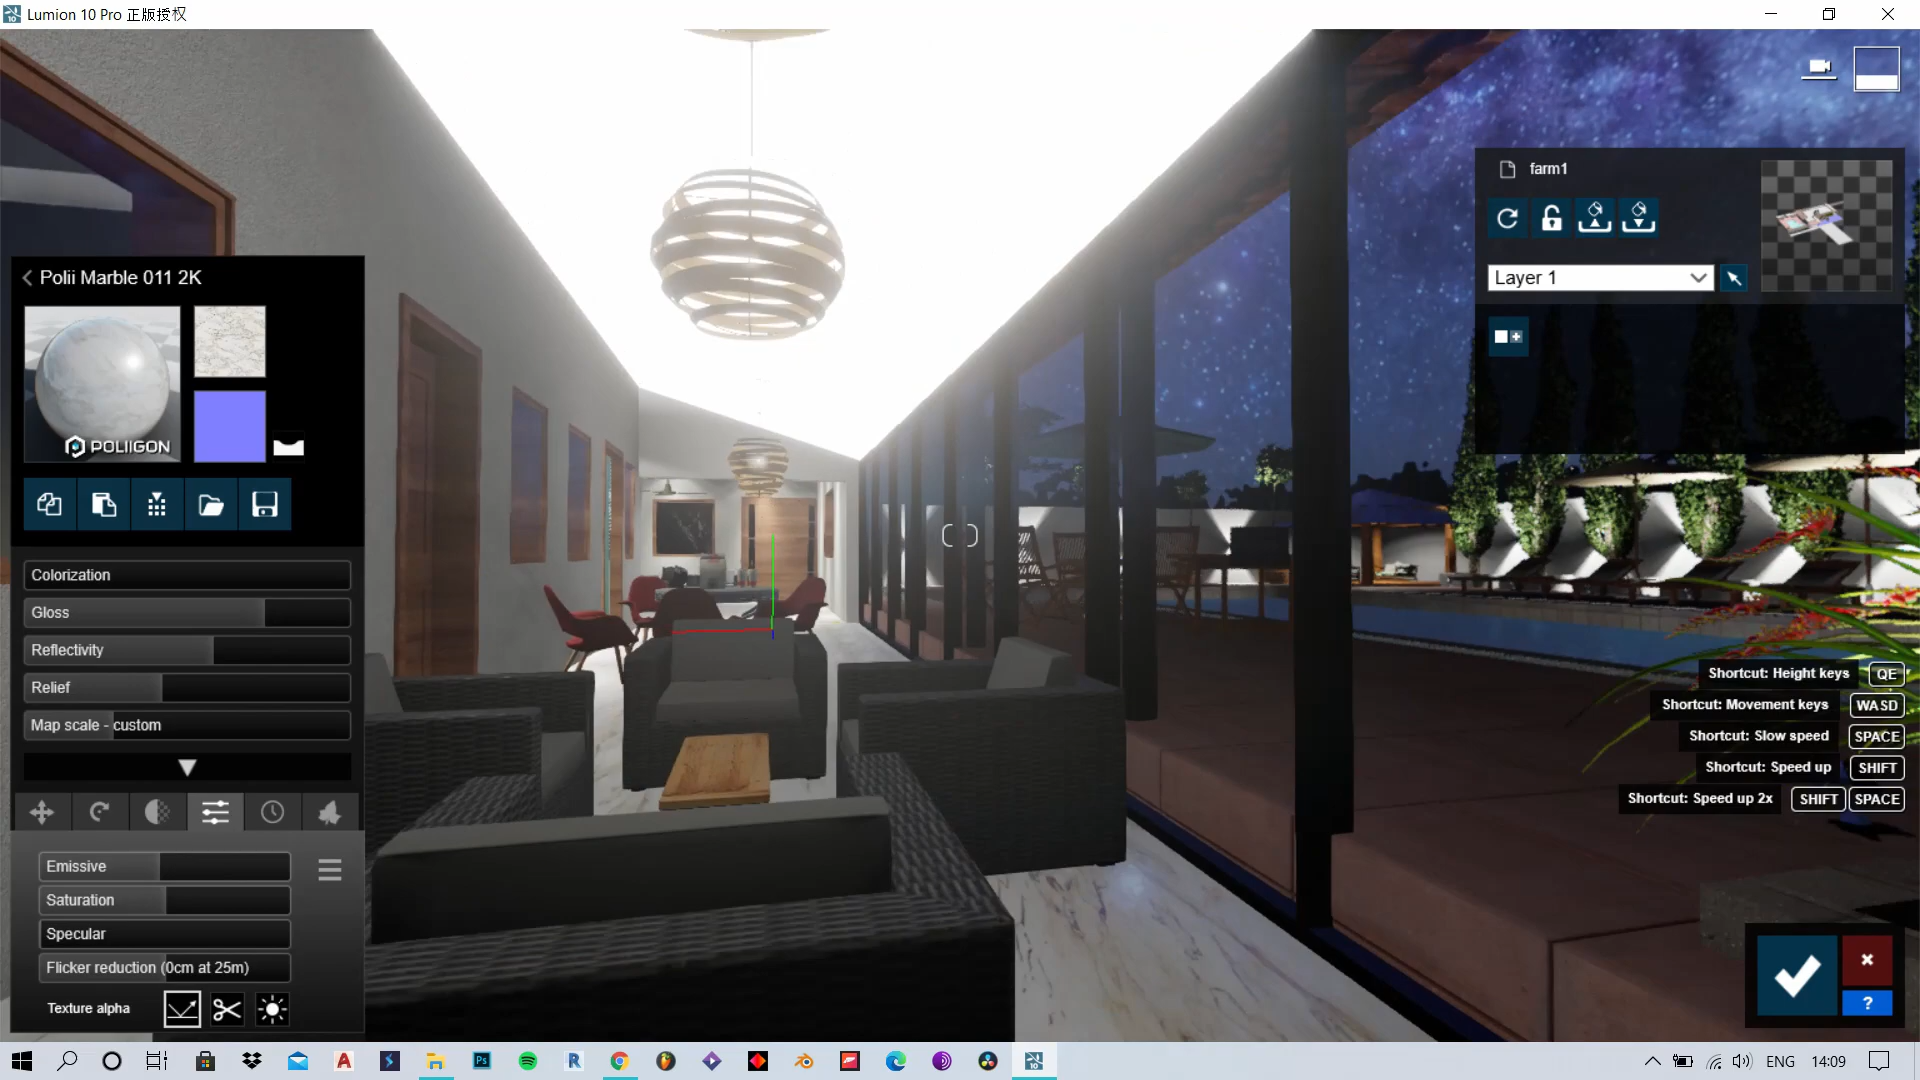 Lumion 10 Pro 正版授权
farm1
Layer 1
Polii Marble 011 2K
POLIIGON
Colorization
Gloss
Reflectivity
Relief
Map scale - custom
Emissive
Saturation
Specular
Flicker reduction (0cm at 25m)
Texture alpha
Shortcut: Height keys QE
Shortcut: Movement keys WASD
Shortcut: Slow speed SPACE
Shortcut: Speed up SHIFT
Shortcut: Speed up 2x SHIFT SPACE
?
Ps
R
10
ENG
14:09